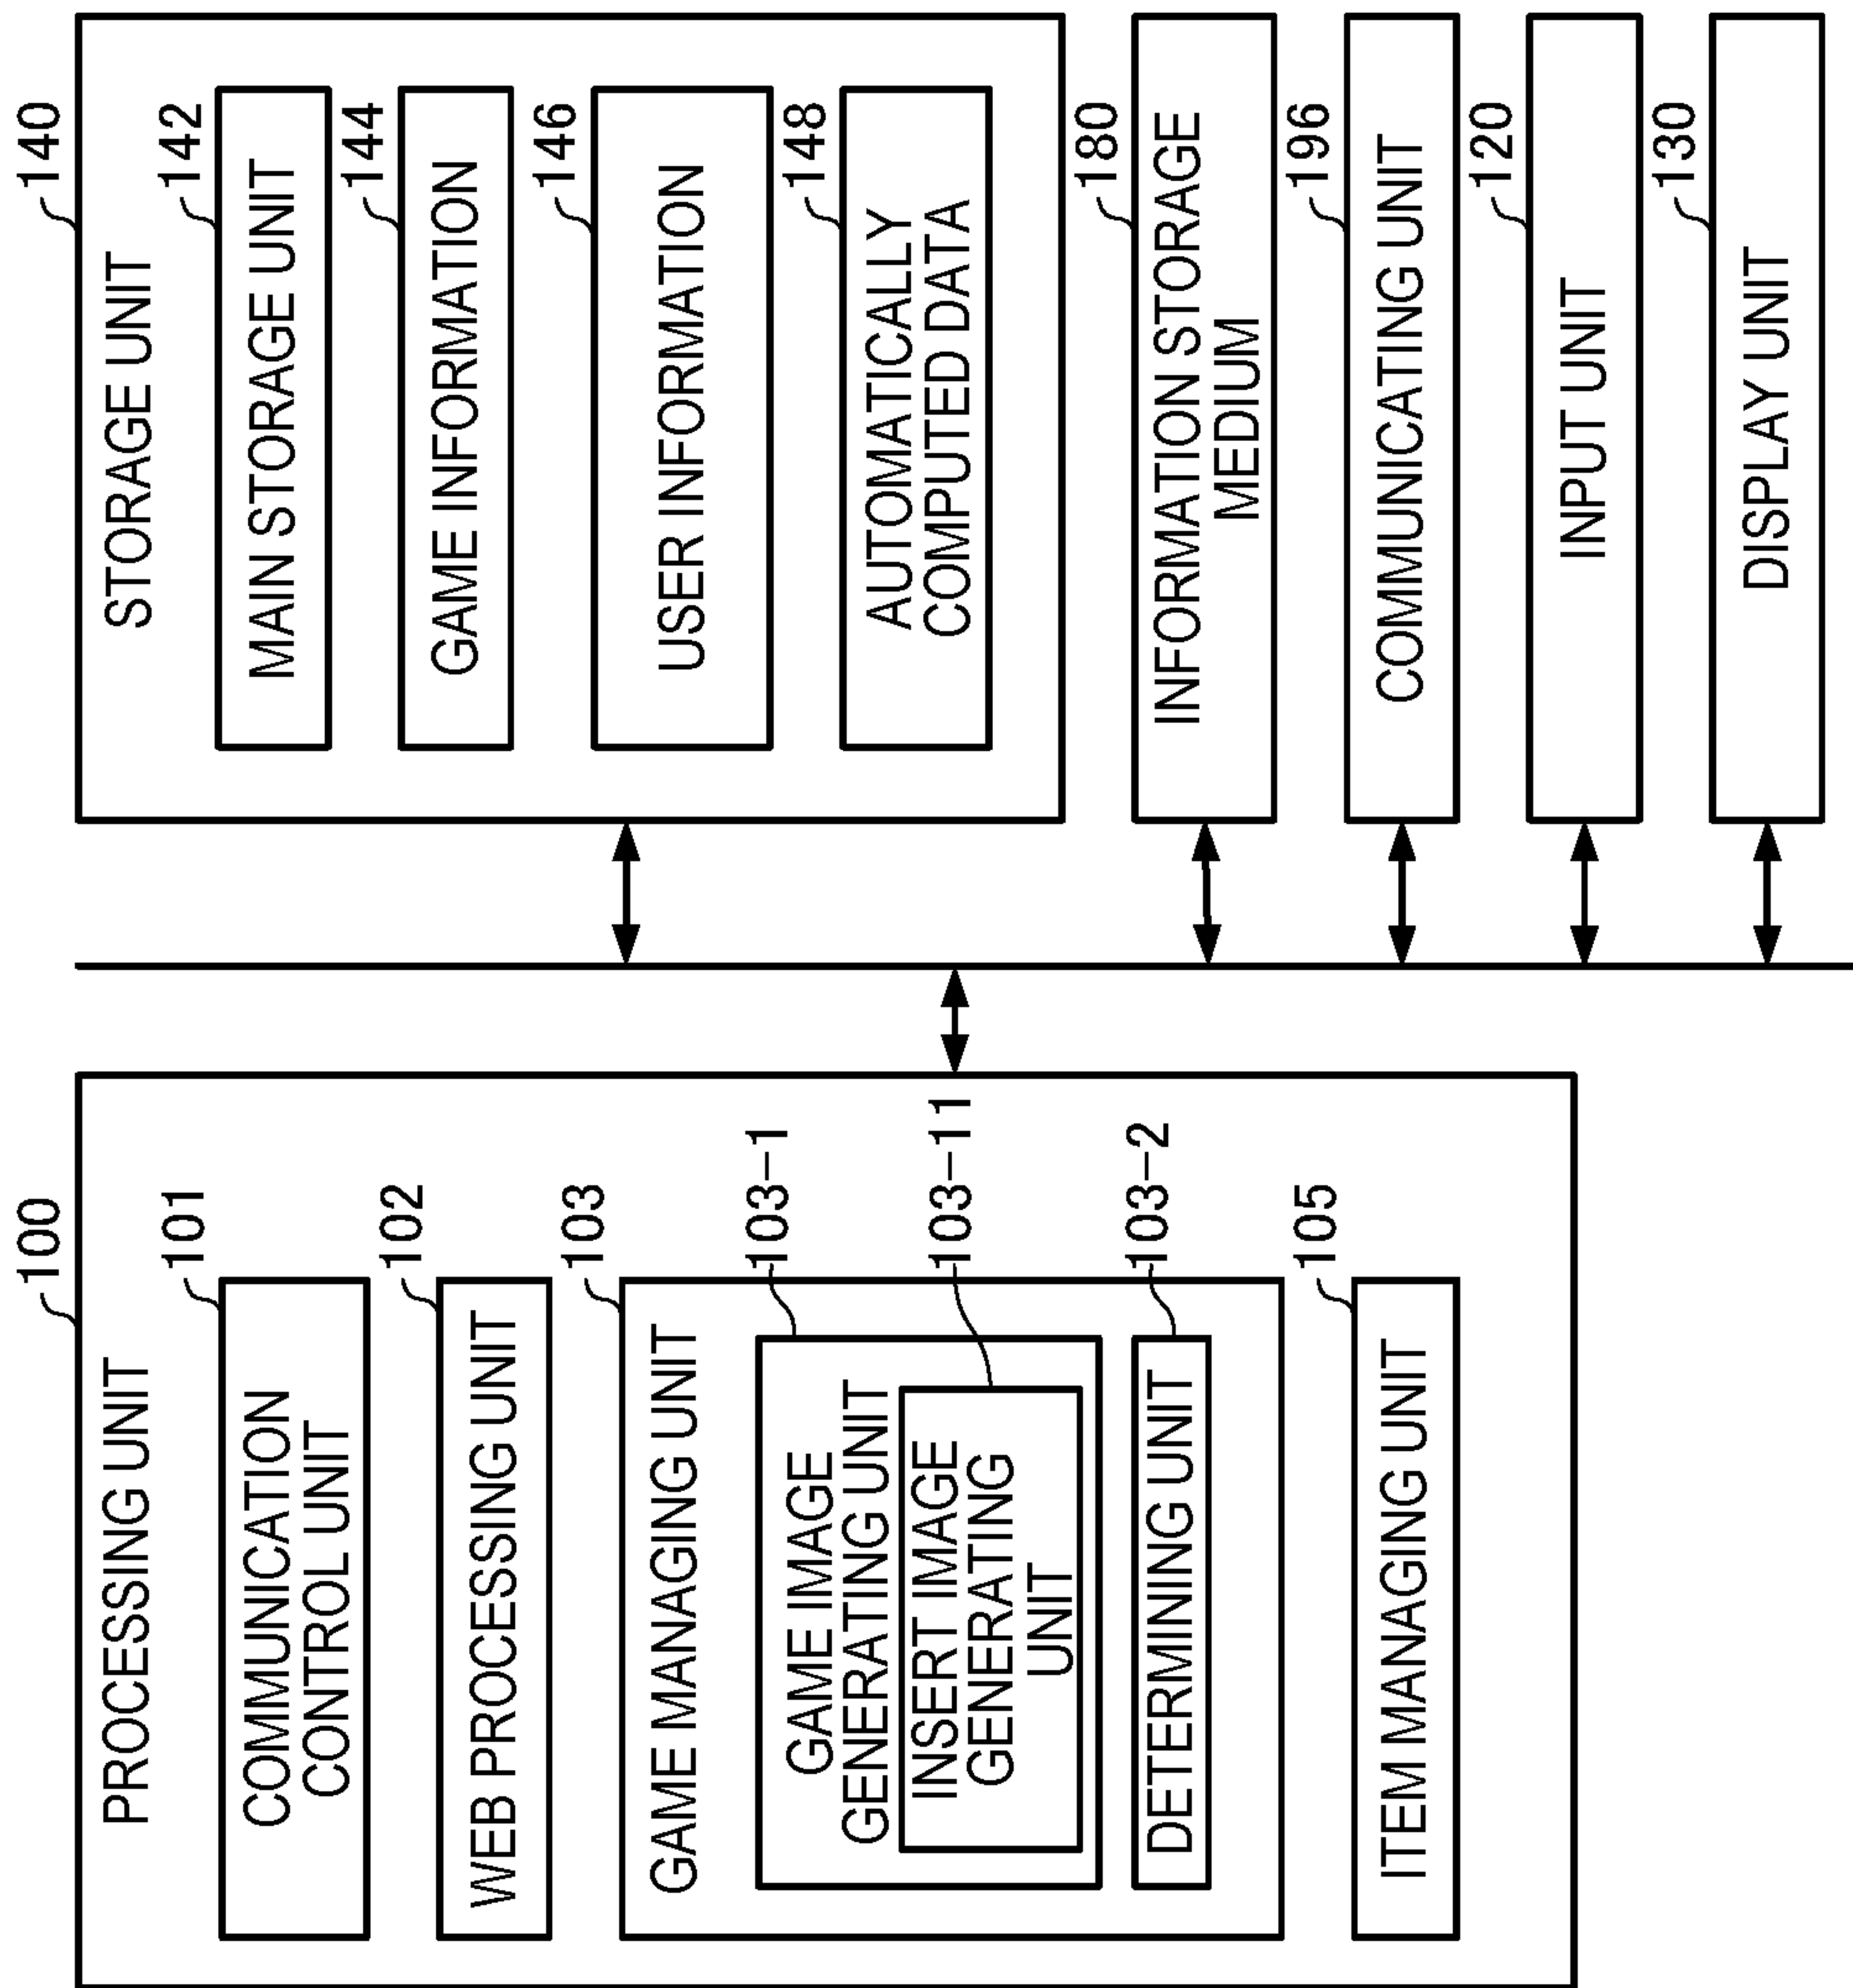 100
PROCESSING UNIT
101
COMMUNICATION
CONTROL UNIT
102
WEB PROCESSING UNIT
103
GAME MANAGING UNIT
103-1
GAME IMAGE
GENERATING UNIT
103-11
INSERT IMAGE
GENERATING
UNIT
103-2
DETERMINING UNIT
105
ITEM MANAGING UNIT
140
STORAGE UNIT
142
MAIN STORAGE UNIT
144
GAME INFORMATION
146
USER INFORMATION
148
AUTOMATICALLY
COMPUTED DATA
180
INFORMATION STORAGE
MEDIUM
196
COMMUNICATING UNIT
120
INPUT UNIT
130
DISPLAY UNIT